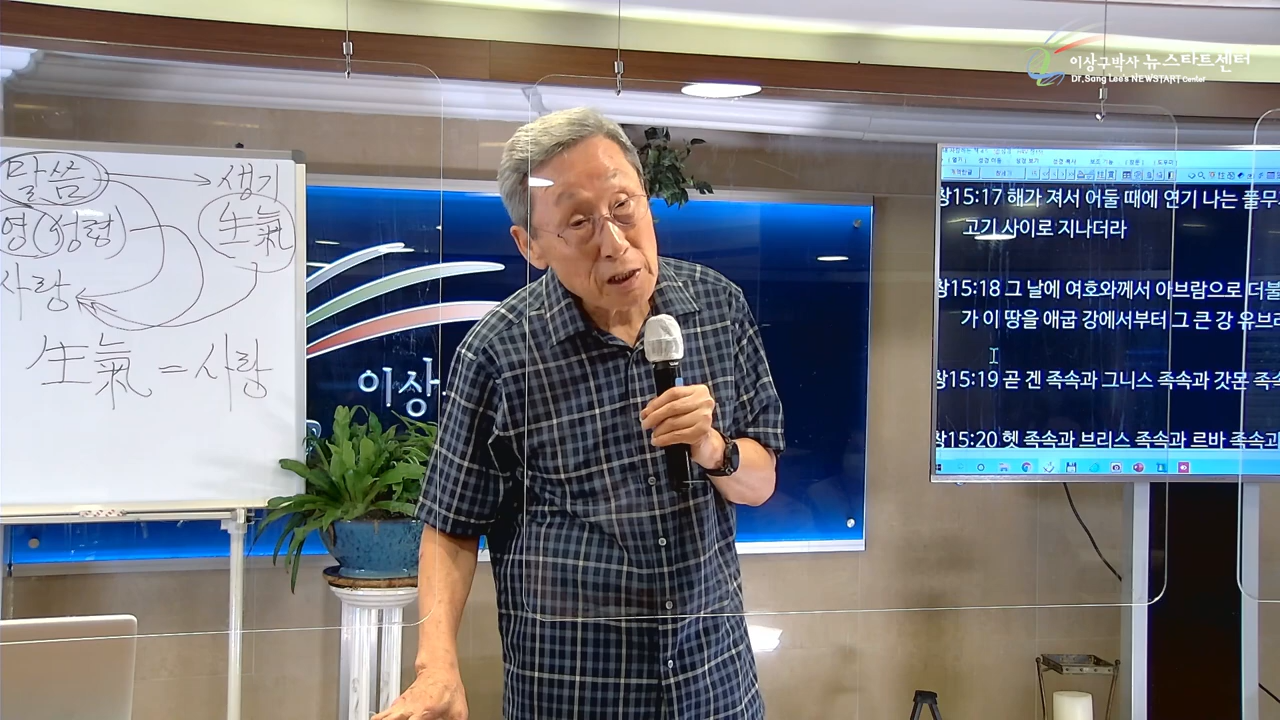 이상구박사 뉴스타트센터
Dr. Sang Lee's NEWSTART Center
말씀 생기
영(성령) 生氣
사랑
生氣 = 사랑
이상
창15:17 해가 져서 어둘 때에 연기 나는 풀무
고기 사이로 지나더라
창15:18 그 날에 여호와께서 아브람으로 더불
가 이 땅을 애굽 강에서부터 그 큰 강 유브라
창15:19 곧 겐 족속과 그니스 족속과 갓몬 족속
창15:20 헷 족속과 브리스 족속과 르바 족속과